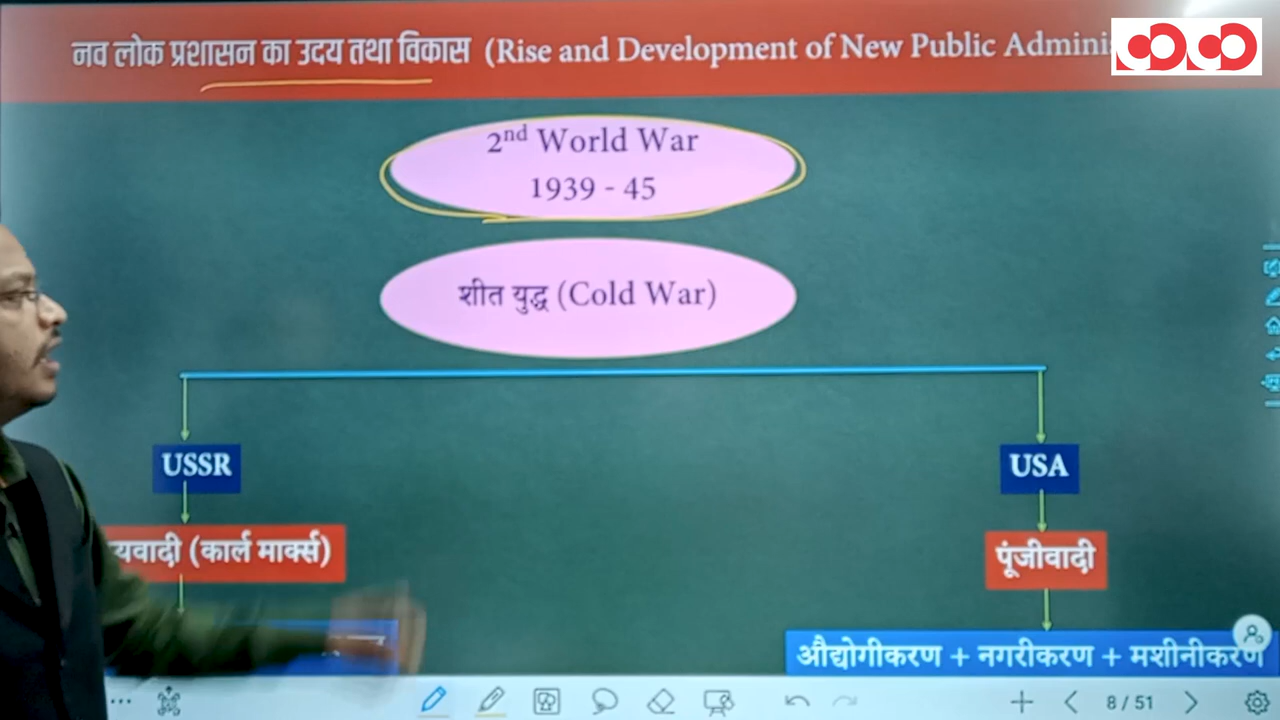 नव लोक प्रशासन का उदय तथा विकास (Rise and Development of New Public
2nd World War
1939 - 45
शीत युद्ध (Cold War)
USSR
USA
(कार्ल मार्क्स)
पूंजीवादी
औद्योगीकरण + नगरीकरण + मशीनीकरण
8 / 51